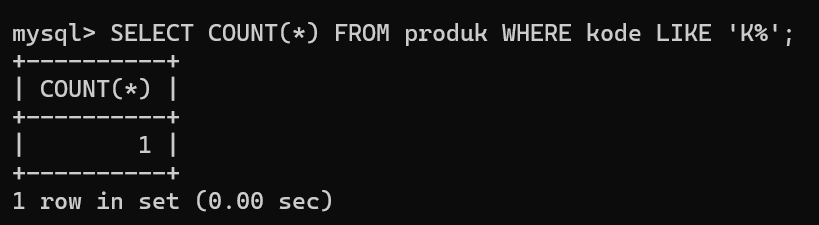 mysql> SELECT COUNT(*) FROM produk WHERE kode LIKE 'K%';
+----------+
| COUNT(*) |
+----------+
|        1 |
+----------+
1 row in set (0.00 sec)